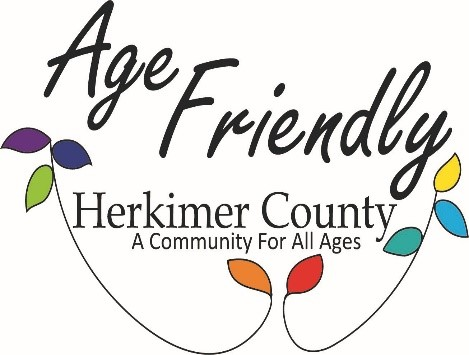 Age
Friendly
Herkimer County
A Community For All Ages